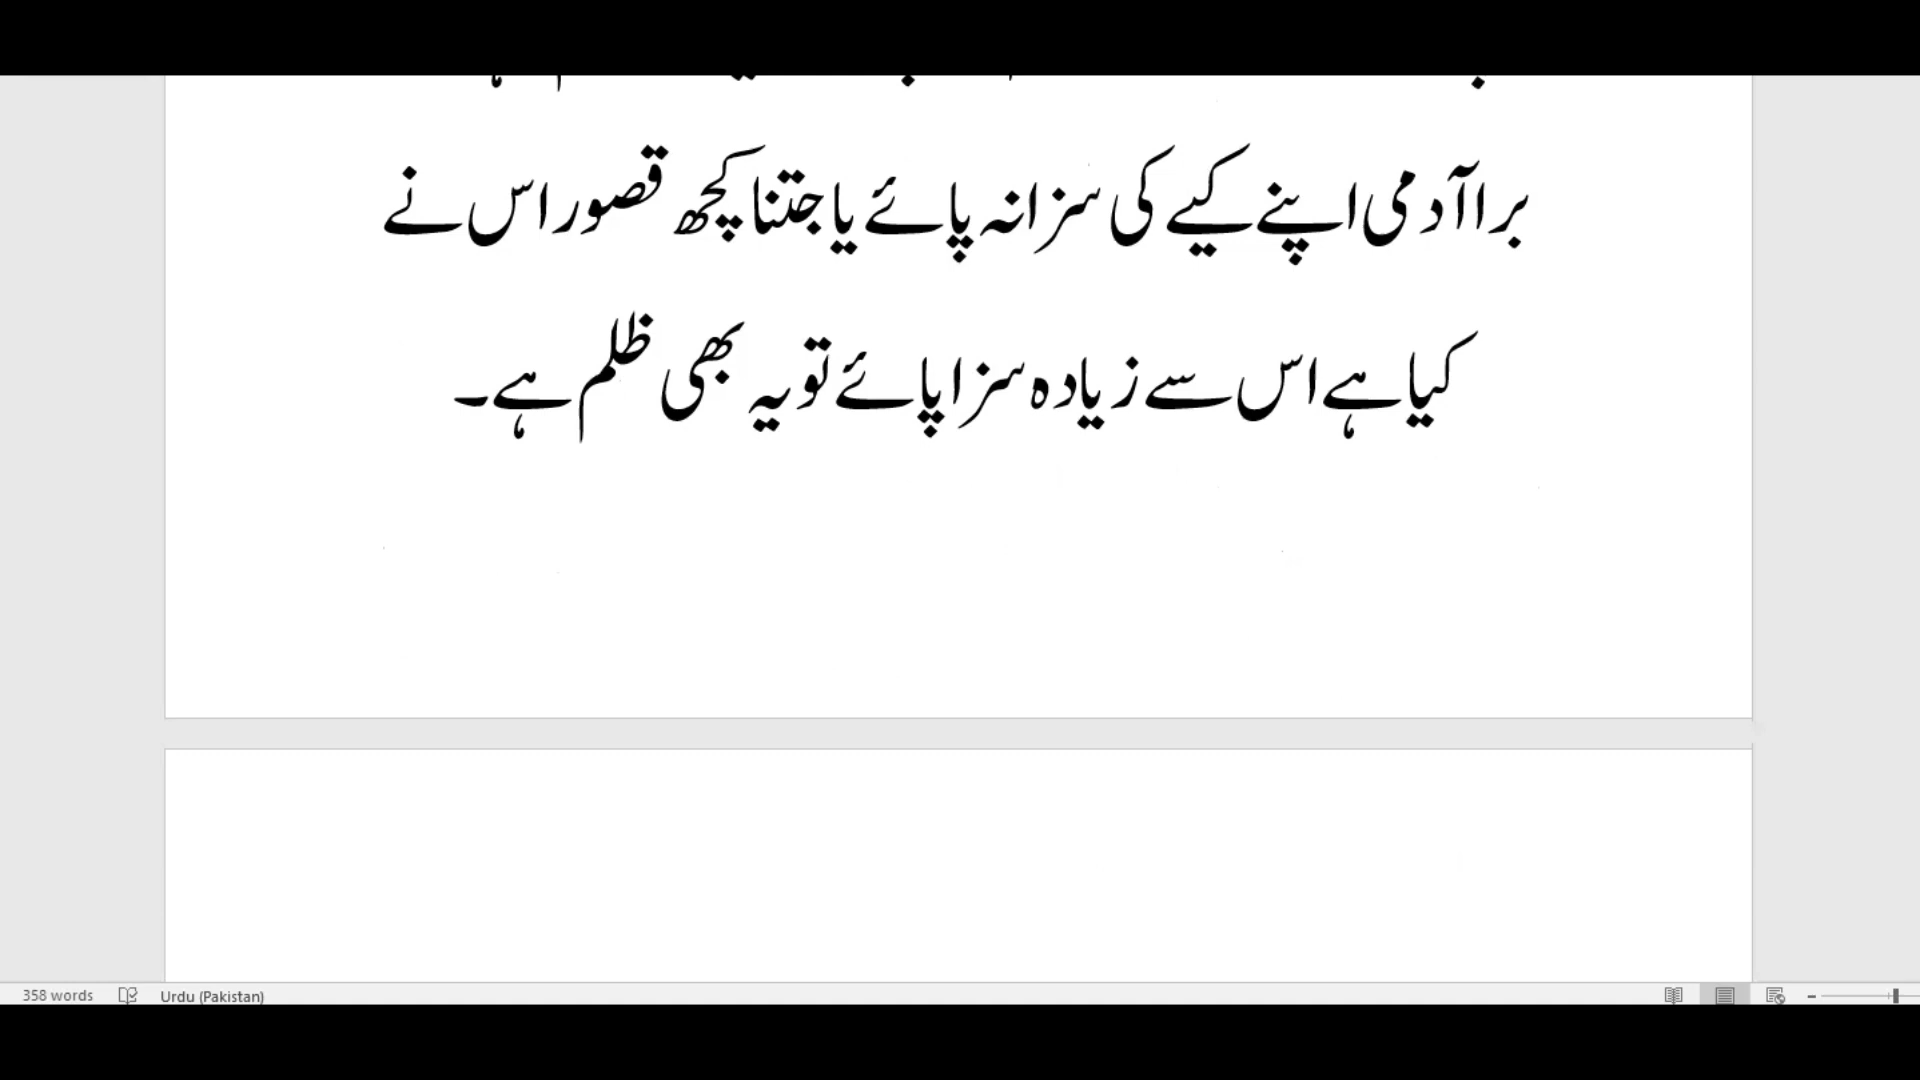 برا آدمی اپنے کیے کی سزا نہ پائے یا جتنا کچھ قصور اس نے
کیا ہے اس سے زیادہ سزا پائے تو یہ بھی ظلم ہے۔
358 words Urdu (Pakistan)